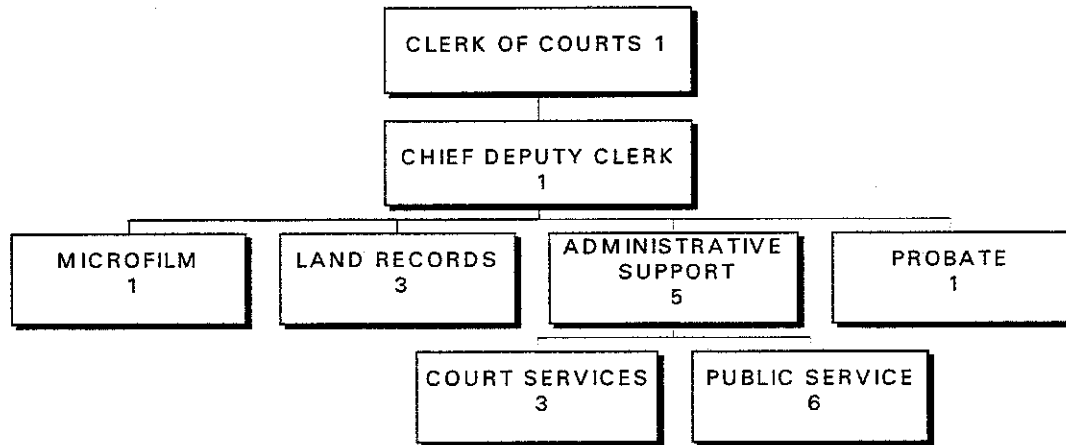 CLERK OF COURTS 1
CHIEF DEPUTY CLERK
1
MICROFILM
1
LAND RECORDS
3
ADMINISTRATIVE
SUPPORT
5
PROBATE
1
COURT SERVICES
3
PUBLIC SERVICE
6